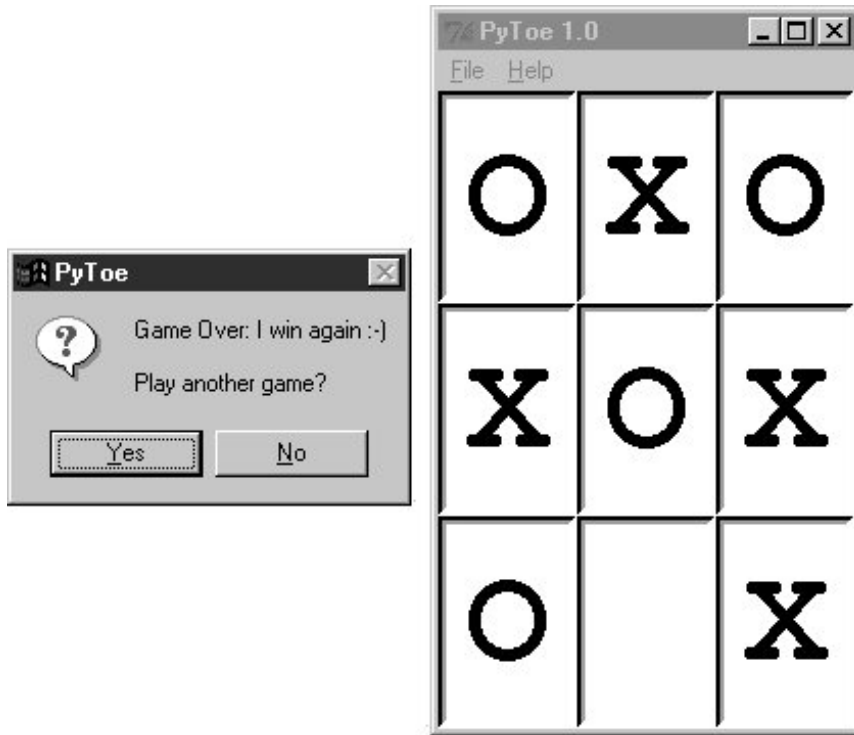 PyToe
Game Over: I win again :-)
Play another game?
Yes No
PyToe 1.0
File Help
O X O
X O X
O X